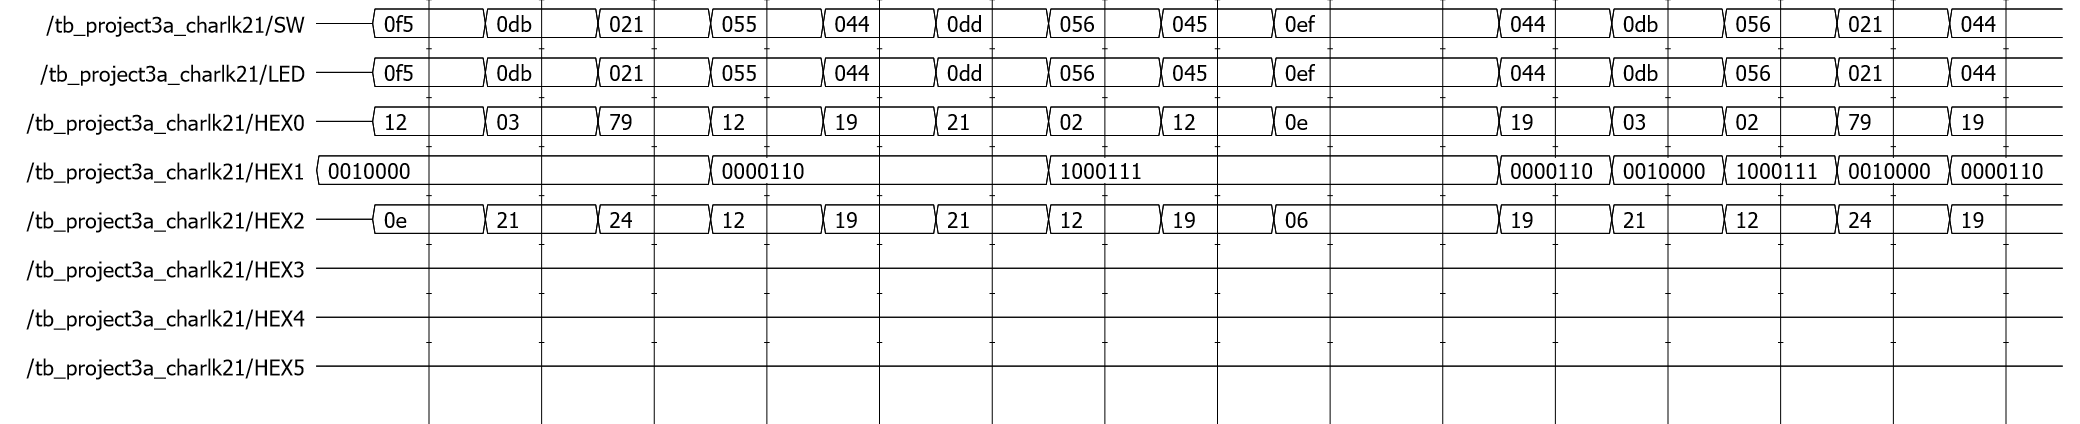 /tb_project3a_charlk21/SW 0f5 0db 021 055 044 0dd 056 045 0ef 044 0db 056 021 044
/tb_project3a_charlk21/LED 0f5 0db 021 055 044 0dd 056 045 0ef 044 0db 056 021 044
/tb_project3a_charlk21/HEX0 12 03 79 12 19 21 02 12 0e 19 03 02 79 19
/tb_project3a_charlk21/HEX1 0010000 0000110 1000111 0000110 0010000 1000111 0010000 0000110
/tb_project3a_charlk21/HEX2 0e 21 24 12 19 21 12 19 06 19 21 12 24 19
/tb_project3a_charlk21/HEX3
/tb_project3a_charlk21/HEX4
/tb_project3a_charlk21/HEX5